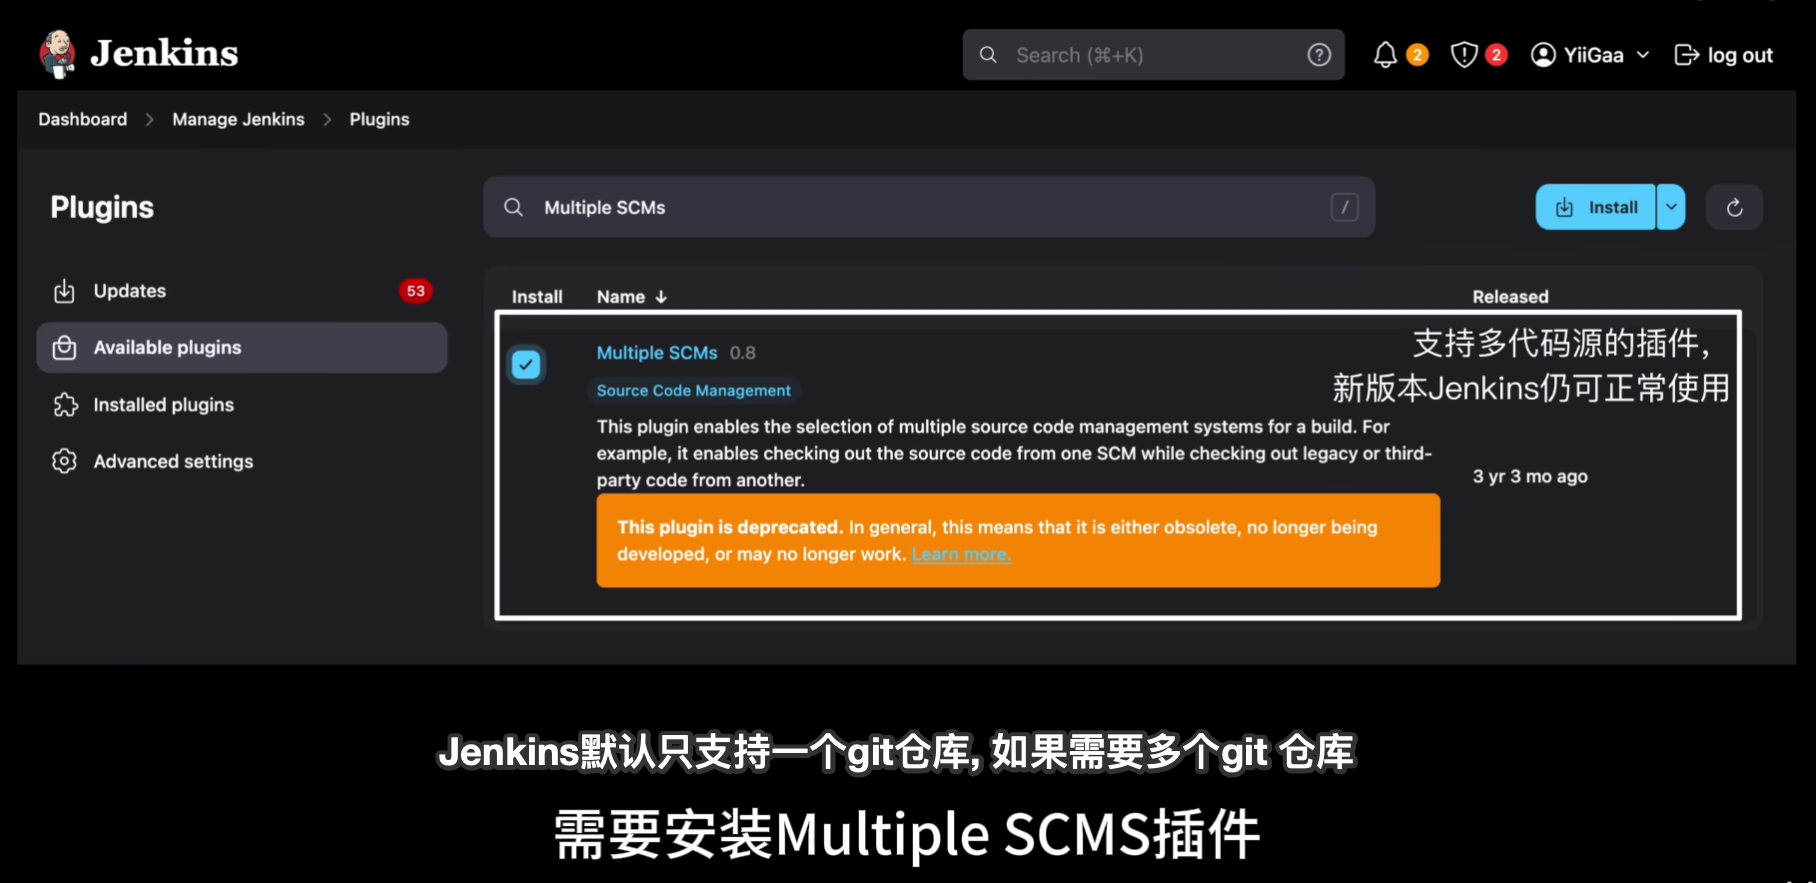 Jenkins
Search (⌘+K)
2
2
YiiGaa
log out
Dashboard
Manage Jenkins
Plugins
Plugins
Multiple SCMs
/
Install
Updates
53
Available plugins
Installed plugins
Advanced settings
Install
Name ↓
Released
Multiple SCMs 0.8
支持多代码源的插件，
新版本Jenkins仍可正常使用
Source Code Management
This plugin enables the selection of multiple source code management systems for a build. For
example, it enables checking out the source code from one SCM while checking out legacy or third-
party code from another.
3 yr 3 mo ago
This plugin is deprecated. In general, this means that it is either obsolete, no longer being
developed, or may no longer work. Learn more.
Jenkins默认只支持一个git仓库, 如果需要多个git 仓库
需要安装Multiple SCMS插件